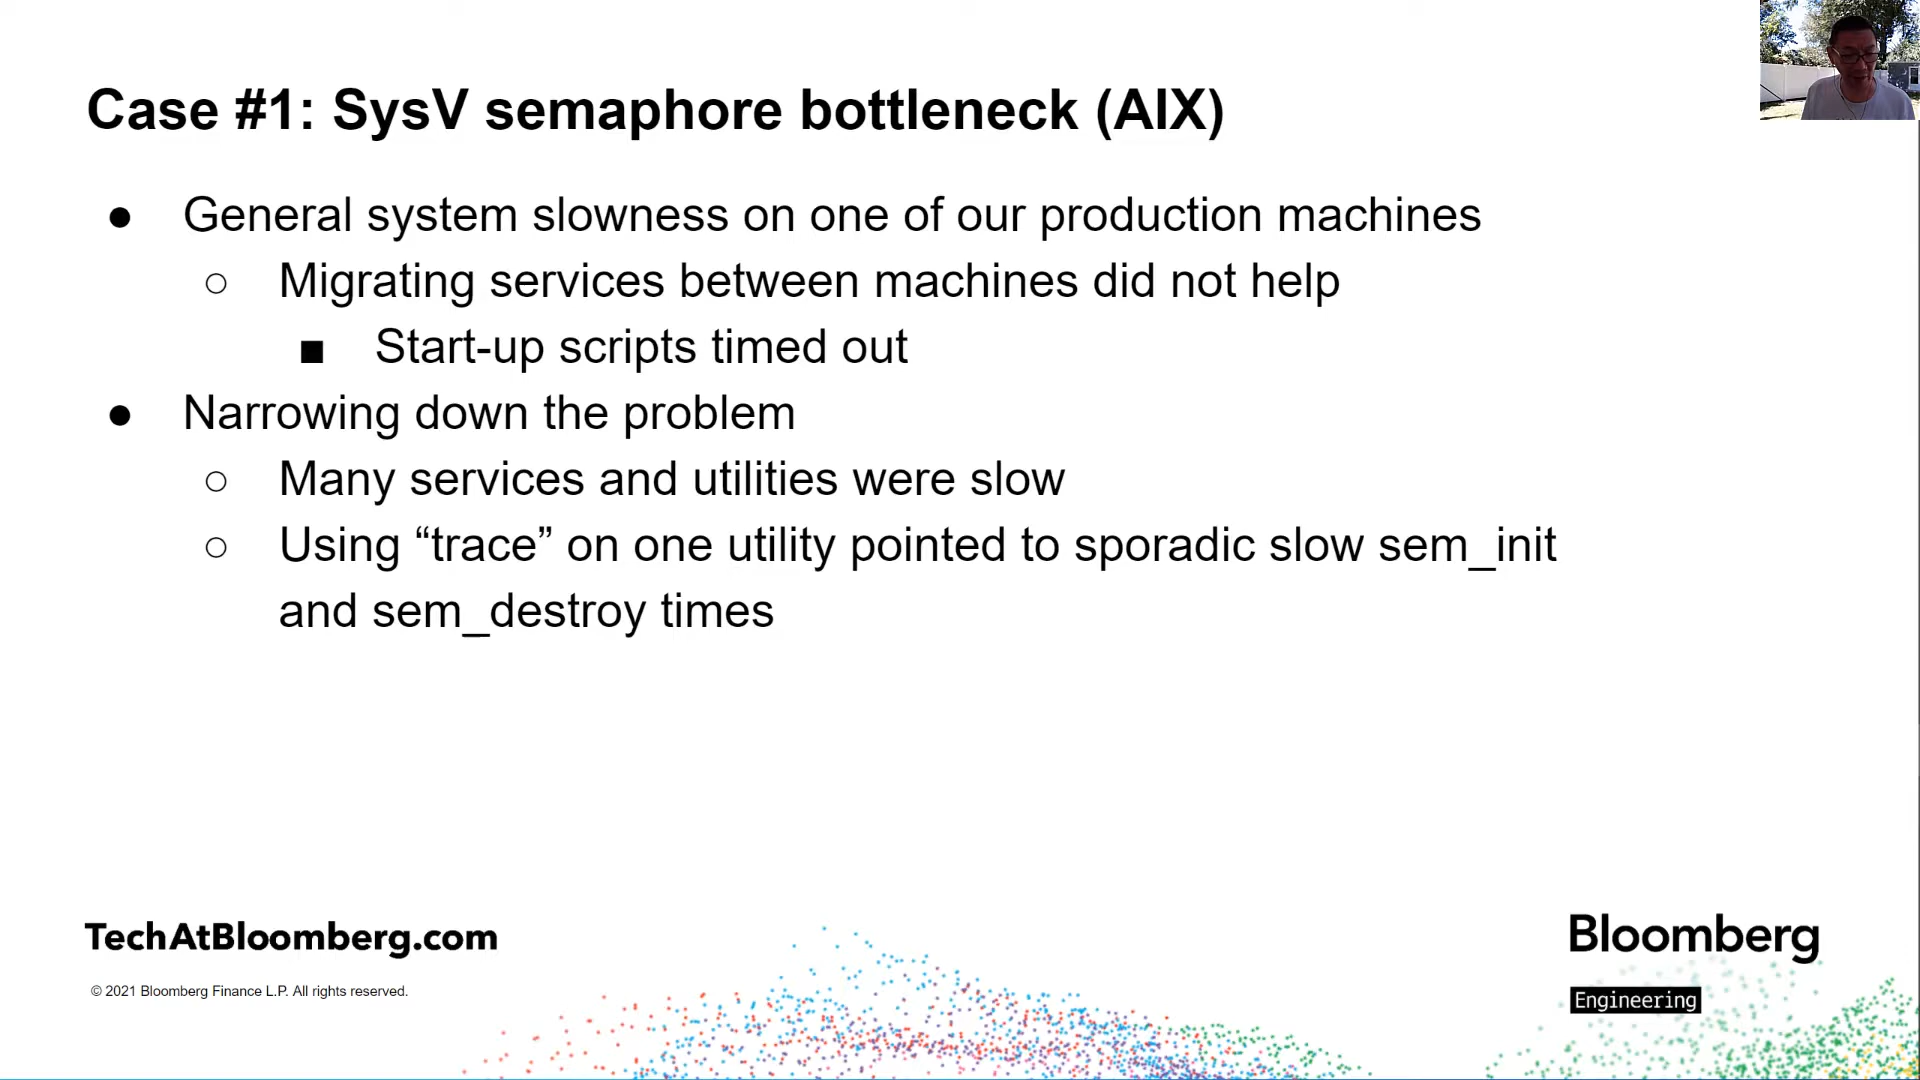 Case #1: SysV semaphore bottleneck (AIX)
● General system slowness on one of our production machines
○ Migrating services between machines did not help
■ Start-up scripts timed out
● Narrowing down the problem
○ Many services and utilities were slow
○ Using “trace” on one utility pointed to sporadic slow sem_init
and sem_destroy times
TechAtBloomberg.com
© 2021 Bloomberg Finance L.P. All rights reserved.
Bloomberg
Engineering